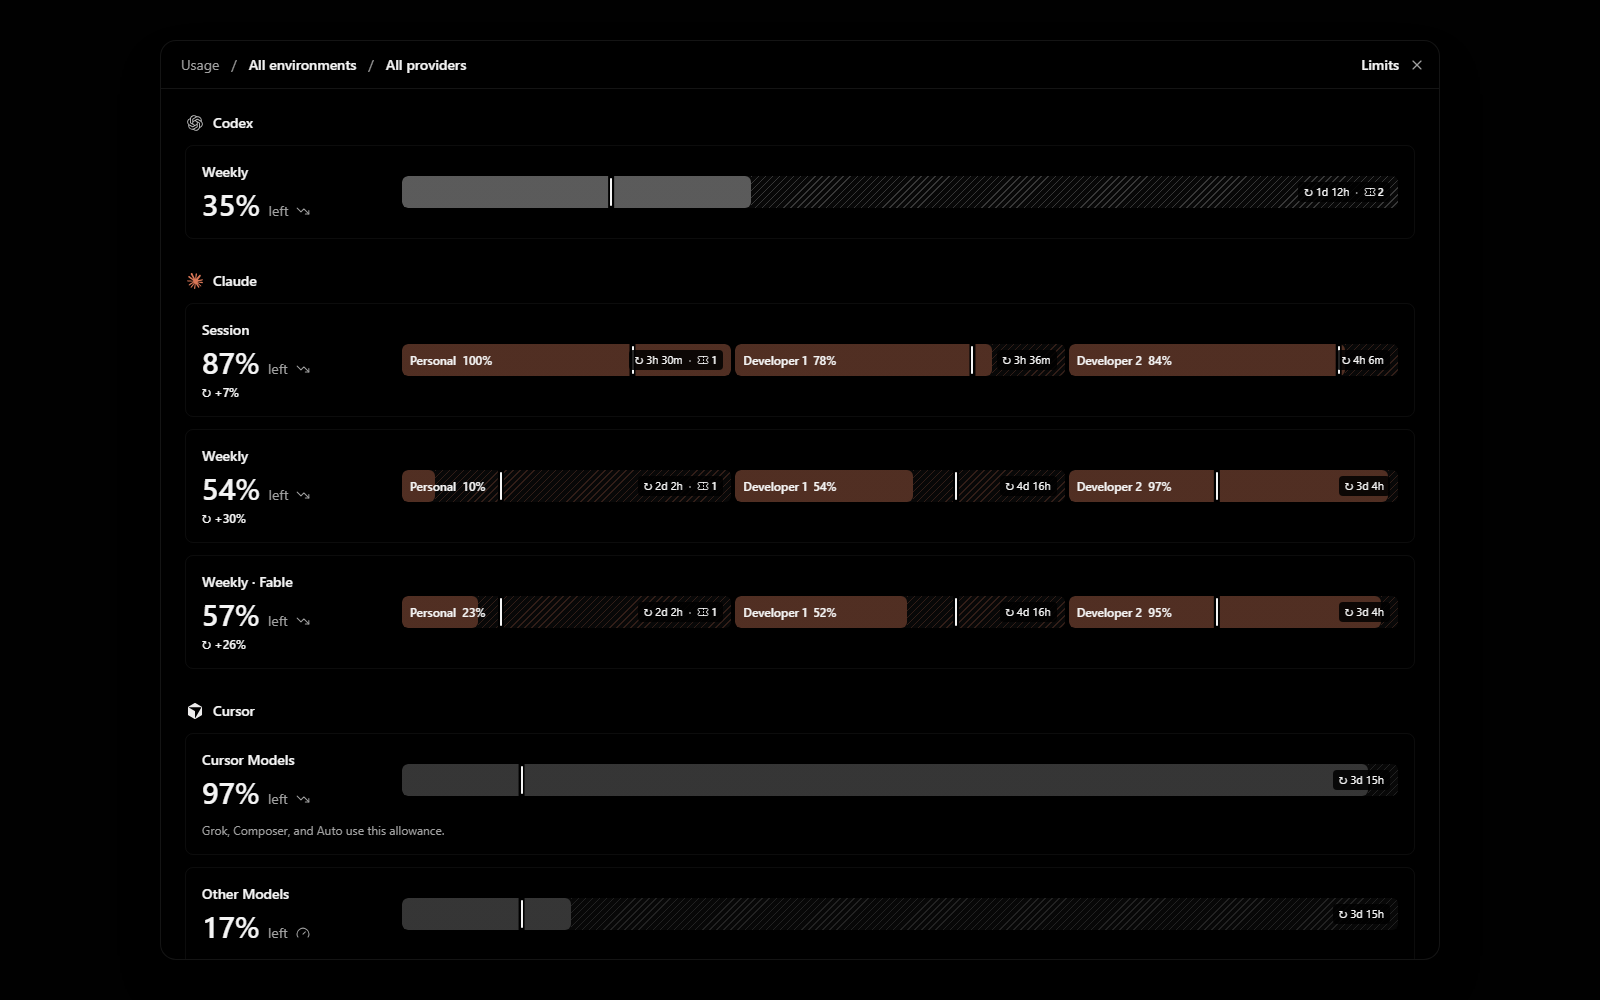 Usage / All environments / All providers
Limits
Codex
Weekly
35% left
1d 12h · 2
Claude
Session
87% left
+7%
Personal 100%
3h 30m · 1
Developer 1 78%
3h 36m
Developer 2 84%
4h 6m
Weekly
54% left
+30%
Personal 10%
2d 2h · 1
Developer 1 54%
4d 16h
Developer 2 97%
3d 4h
Weekly · Fable
57% left
+26%
Personal 23%
2d 2h · 1
Developer 1 52%
4d 16h
Developer 2 95%
3d 4h
Cursor
Cursor Models
97% left
3d 15h
Grok, Composer, and Auto use this allowance.
Other Models
17% left
3d 15h